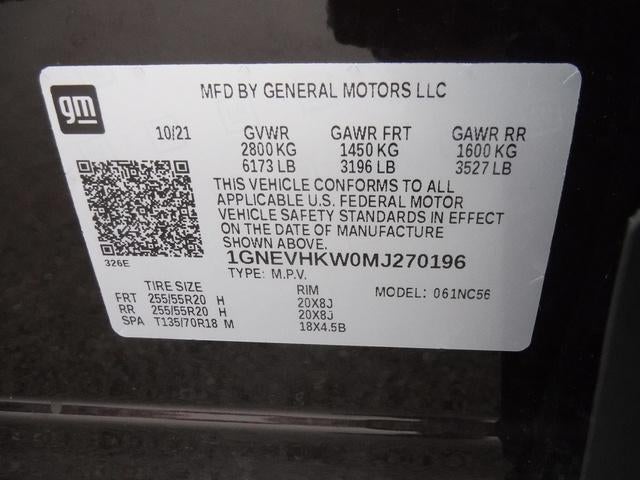 gm
MFD BY GENERAL MOTORS LLC
10/21 GVWR GAWR FRT GAWR RR
2800 KG 1450 KG 1600 KG
6173 LB 3196 LB 3527 LB
THIS VEHICLE CONFORMS TO ALL
APPLICABLE U.S. FEDERAL MOTOR
VEHICLE SAFETY STANDARDS IN EFFECT
ON THE DATE OF MANUFACTURE
SHOWN ABOVE.
326E
1GNEVHKW0MJ270196
TYPE: M.P.V.
TIRE SIZE RIM MODEL: 061NC56
FRT 255/55R20 H 20X8J
RR 255/55R20 H 20X8J
SPA T135/70R18 M 18X4.5B